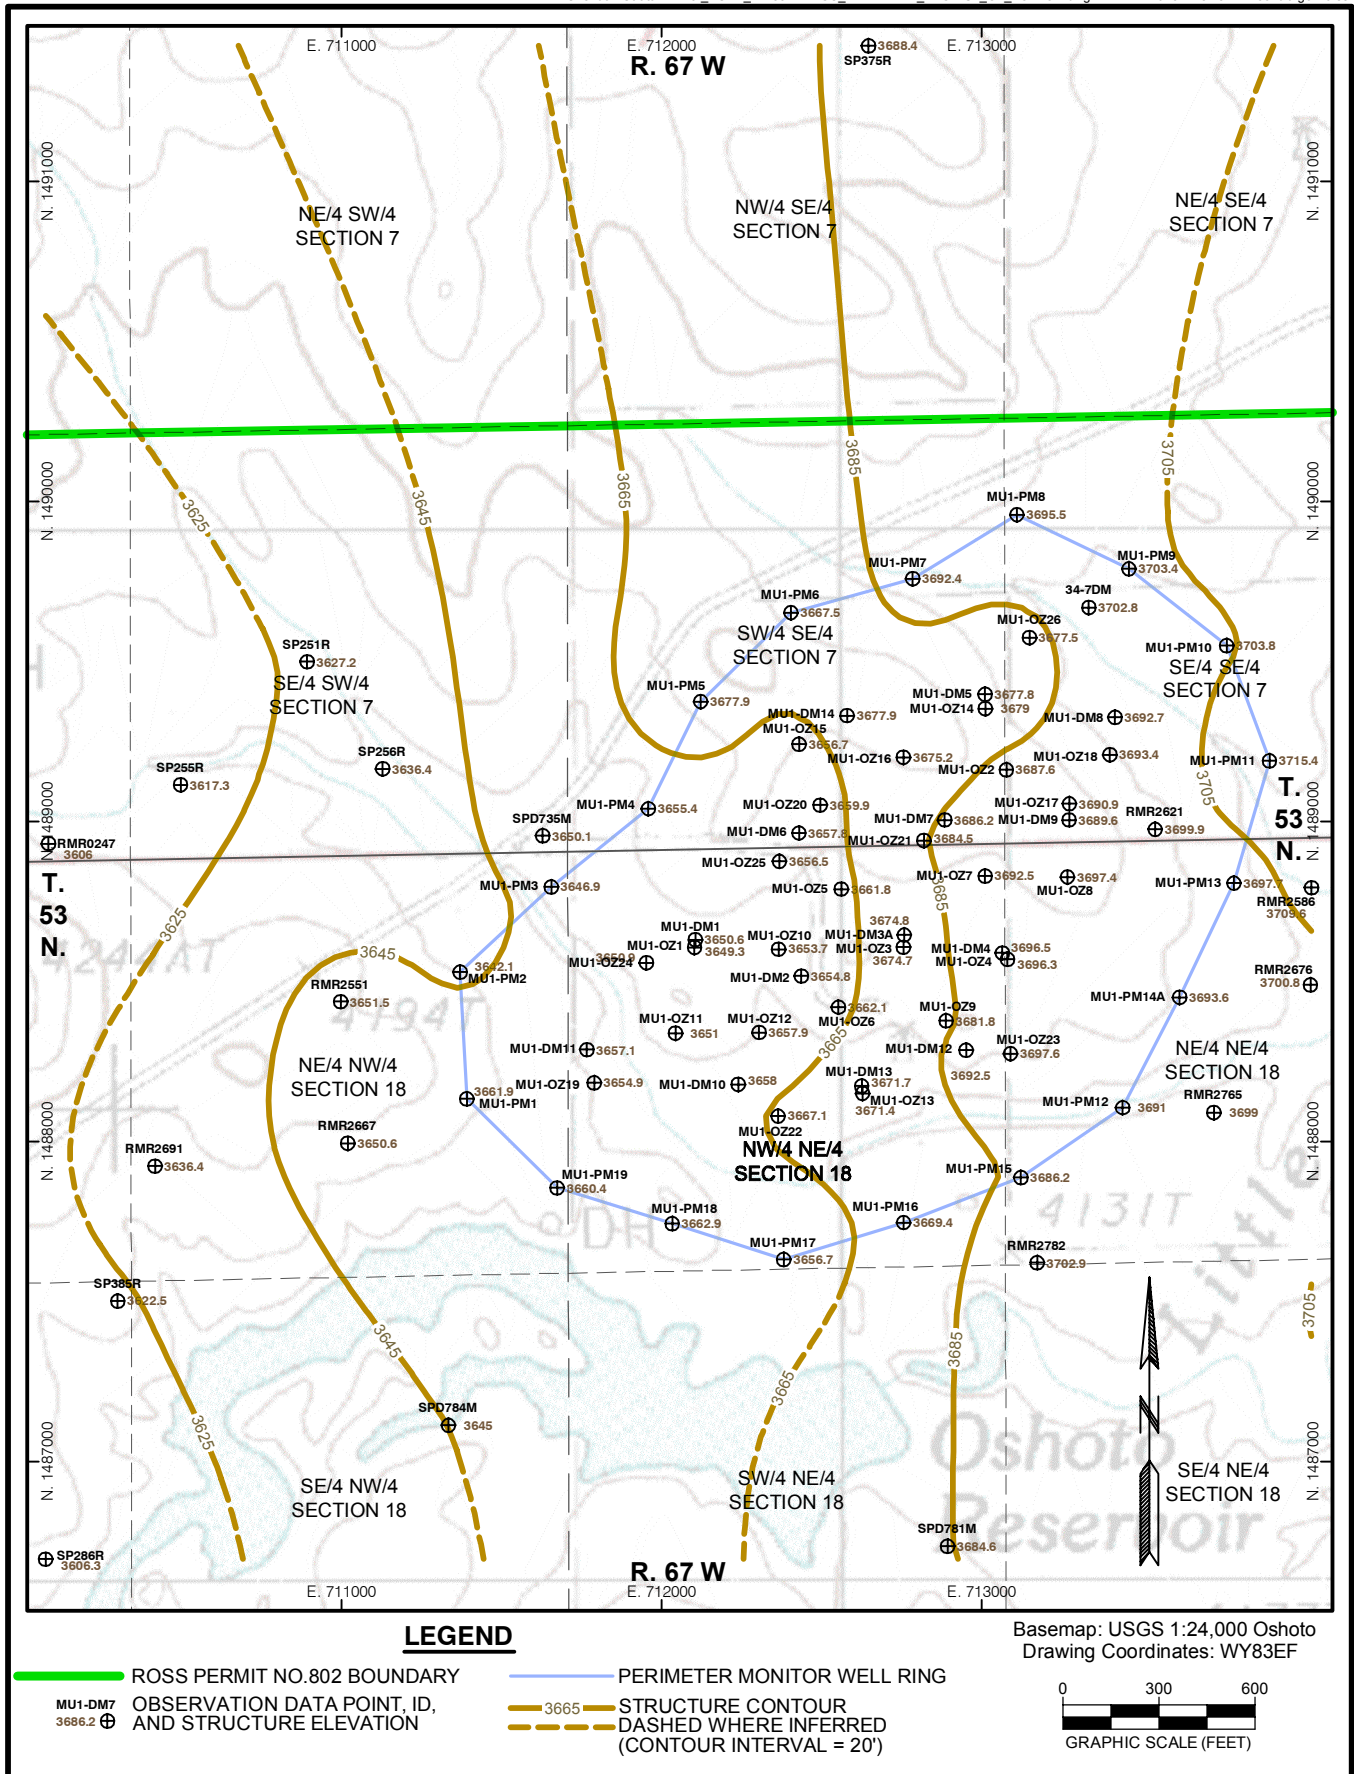 E. 711000
E. 712000
E. 713000
R. 67 W
3688.4
SP375R
N. 1491000
N. 1491000
NE/4 SW/4
SECTION 7
NW/4 SE/4
SECTION 7
NE/4 SE/4
SECTION 7
3685
3705
3645
3665
3625
N. 1490000
N. 1490000
MU1-PM8
3695.5
MU1-PM9
3703.4
MU1-PM7
3692.4
34-7DM
3702.8
MU1-PM6
3667.5
MU1-OZ26
3677.5
SW/4 SE/4
SECTION 7
MU1-PM10
3703.8
SE/4 SE/4
SECTION 7
SP251R
3627.2
SE/4 SW/4
SECTION 7
MU1-PM5
3677.9
MU1-DM5
3677.8
MU1-OZ14
3679
MU1-DM14
3677.9
MU1-DM8
3692.7
MU1-OZ15
3656.7
MU1-OZ16
3675.2
MU1-OZ18
3693.4
MU1-PM11
3715.4
SP256R
3636.4
MU1-OZ2
3687.6
SP255R
3617.3
3705
T.
53
N.
MU1-PM4
3655.4
MU1-OZ20
3659.9
MU1-OZ17
3690.9
N. 1489000
N. 1489000
SPD735M
3650.1
MU1-DM6
3657.8
MU1-DM7
3686.2
MU1-DM9
3689.6
RMR2621
3699.9
RMR0247
3606
MU1-OZ21
3684.5
MU1-OZ25
3656.5
T.
53
N.
MU1-PM3
3646.9
MU1-OZ5
3661.8
MU1-OZ7
3692.5
3685
MU1-OZ8
3697.4
MU1-PM13
3697.7
RMR2586
3709.6
3625
3645
MU1-DM1
3650.6
MU1-OZ1
3649.3
MU1-OZ10
3653.7
3674.8
MU1-DM3A
MU1-OZ3
3674.7
MU1-DM4
3696.5
MU1-OZ4
3696.3
3650.9
MU1-OZ24
3642.1
MU1-PM2
MU1-DM2
3654.8
RMR2676
3700.8
RMR2551
3651.5
4194T
MU1-PM14A
3693.6
3662.1
MU1-OZ6
MU1-OZ9
3681.8
MU1-OZ11
3651
MU1-OZ12
3657.9
3665
MU1-DM11
3657.1
MU1-DM12
3692.5
MU1-OZ23
3697.6
NE/4 NW/4
SECTION 18
NE/4 NE/4
SECTION 18
MU1-OZ19
3654.9
MU1-DM10
3658
MU1-DM13
3671.7
MU1-OZ13
3671.4
3661.9
MU1-PM1
3667.1
MU1-OZ22
MU1-PM12
3691
RMR2765
3699
N. 1488000
N. 1488000
RMR2667
3650.6
RMR2691
3636.4
NW/4 NE/4
SECTION 18
MU1-PM19
3660.4
MU1-PM15
3686.2
MU1-PM18
3662.9
MU1-PM16
3669.4
4131T
DH
MU1-PM17
3656.7
RMR2782
3702.9
SP385R
3622.5
3705
3645
3685
3665
SPD784M
3645
3625
N. 1487000
N. 1487000
Oshoto
Reservoir
SE/4 NW/4
SECTION 18
SW/4 NE/4
SECTION 18
SE/4 NE/4
SECTION 18
SPD781M
3684.6
SP286R
3606.3
R. 67 W
E. 711000
E. 712000
E. 713000
LEGEND
Basemap: USGS 1:24,000 Oshoto
Drawing Coordinates: WY83EF
ROSS PERMIT NO.802 BOUNDARY
PERIMETER MONITOR WELL RING
MU1-DM7
3686.2
OBSERVATION DATA POINT, ID,
AND STRUCTURE ELEVATION
3665
STRUCTURE CONTOUR
DASHED WHERE INFERRED
(CONTOUR INTERVAL = 20')
0 300 600
GRAPHIC SCALE (FEET)